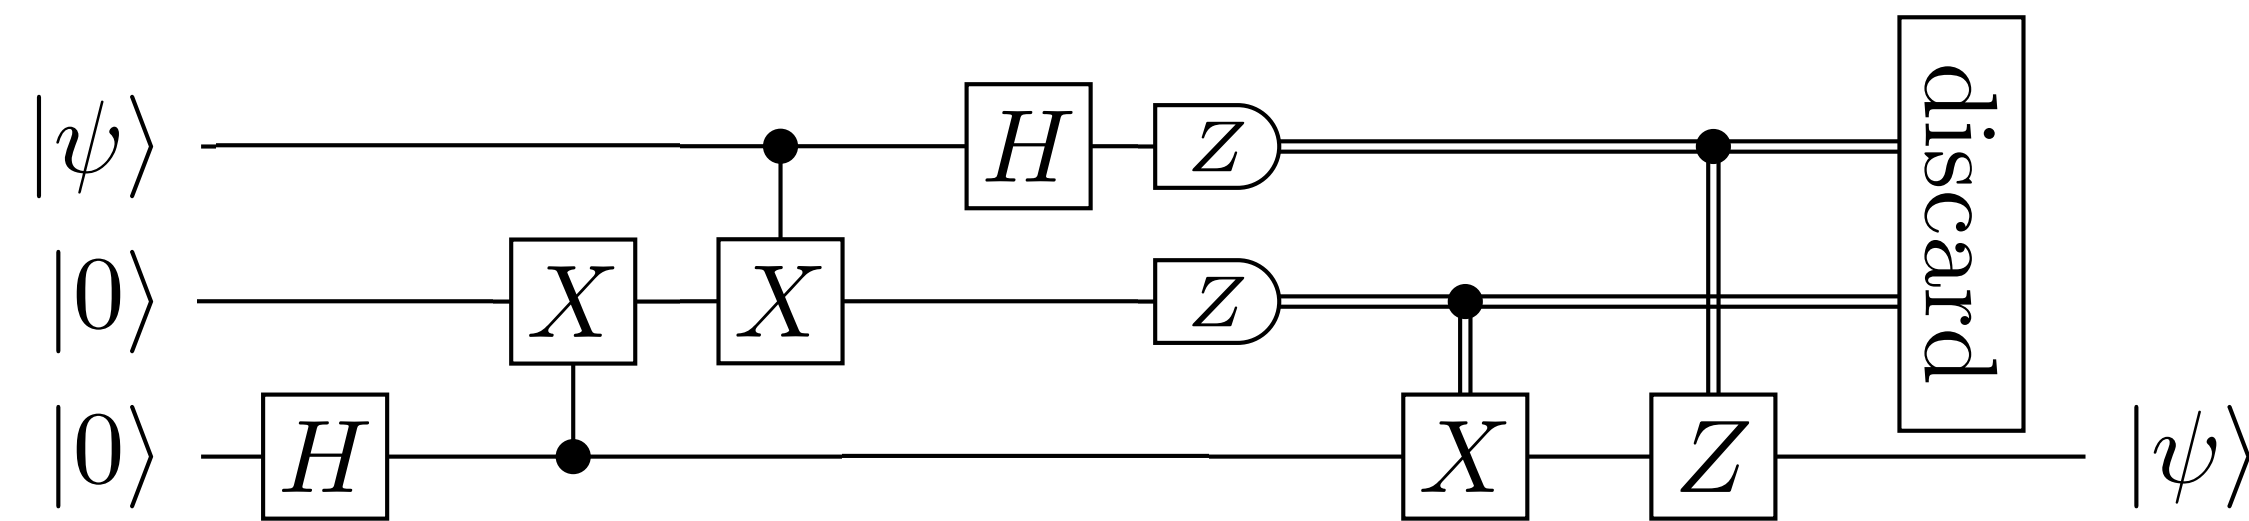 |ψ⟩ H Z discard
|0⟩ X X Z
|0⟩ H X Z |ψ⟩